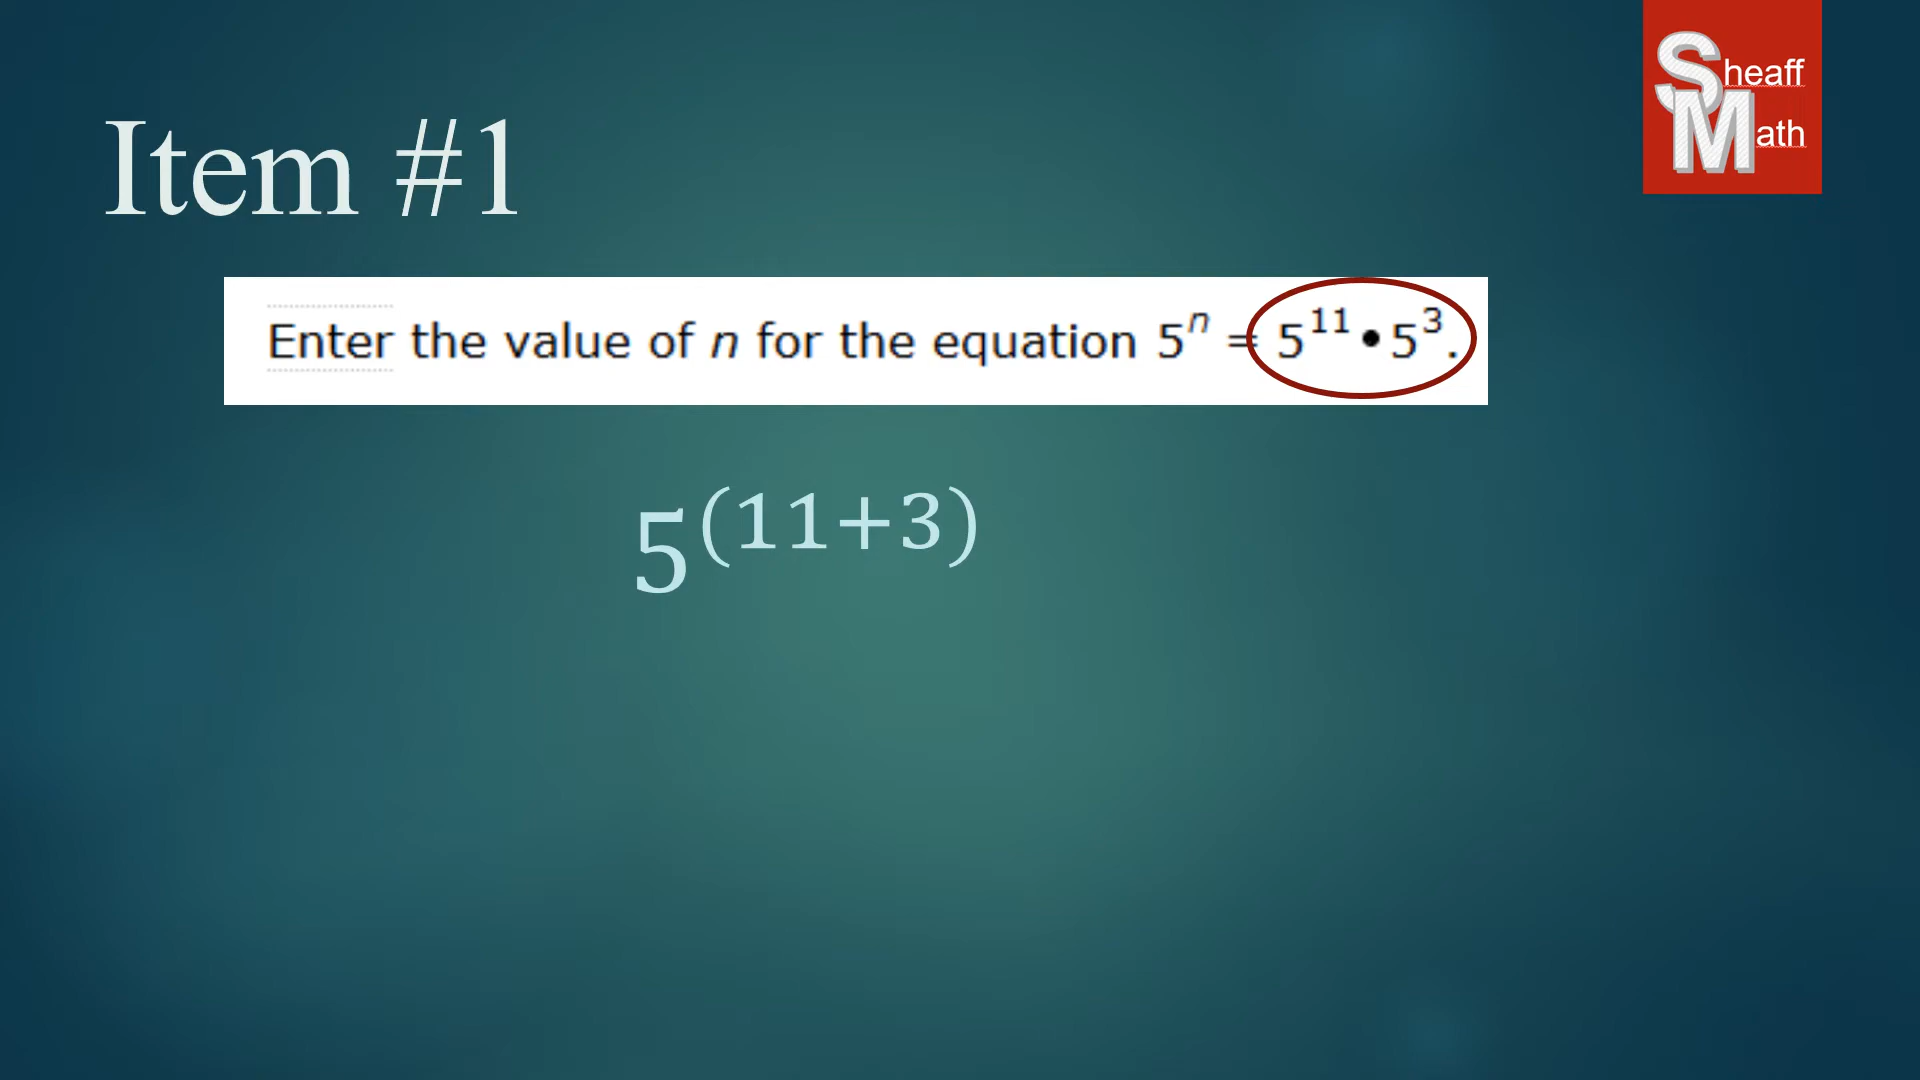 Sheaff
Math
Item #1
Enter the value of n for the equation 5ⁿ = 5¹¹ • 5³.
5⁽¹¹⁺³⁾